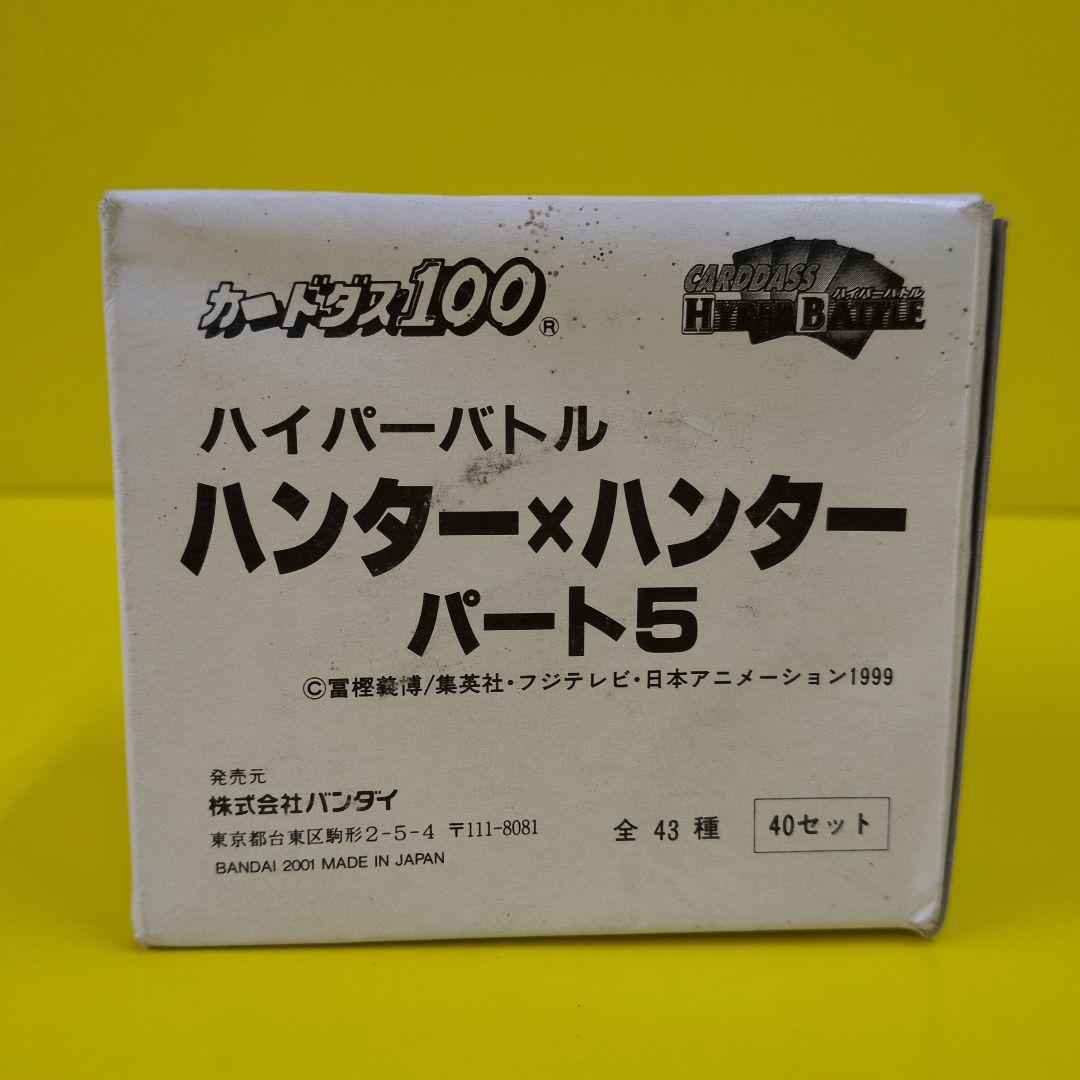 カードダス100®
CARDDASS
ハイパーバトル
HYPER BATTLE
ハイパーバトル
ハンター×ハンター
パート5
©冨樫義博/集英社・フジテレビ・日本アニメーション1999
発売元
株式会社バンダイ
東京都台東区駒形2-5-4 〒111-8081
BANDAI 2001 MADE IN JAPAN
全 43 種
40セット